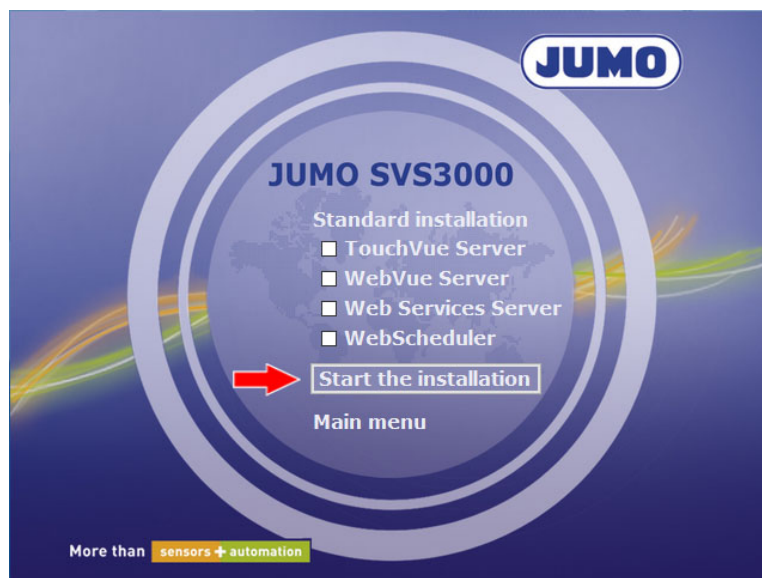 JUMO
JUMO SVS3000
Standard installation
TouchVue Server
WebVue Server
Web Services Server
WebScheduler
Start the installation
Main menu
More than sensors + automation